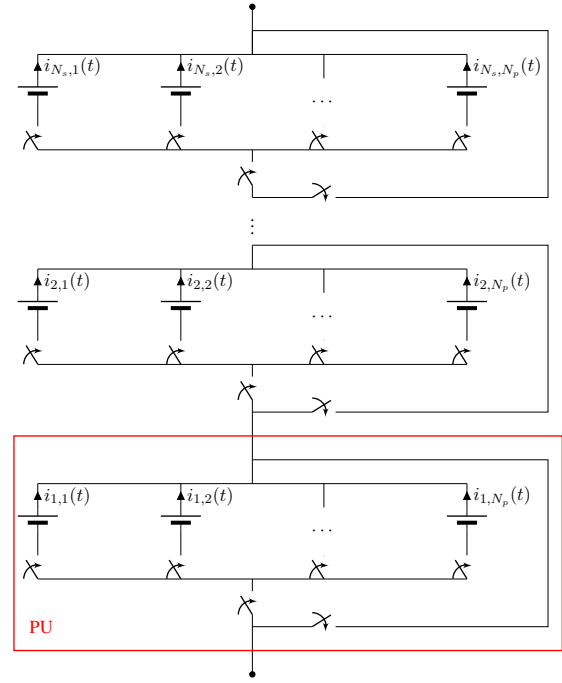 i_{N_s,1}(t) i_{N_s,2}(t) i_{N_s,N_p}(t)
...
⋮
i_{2,1}(t) i_{2,2}(t) i_{2,N_p}(t)
...
i_{1,1}(t) i_{1,2}(t) i_{1,N_p}(t)
...
PU